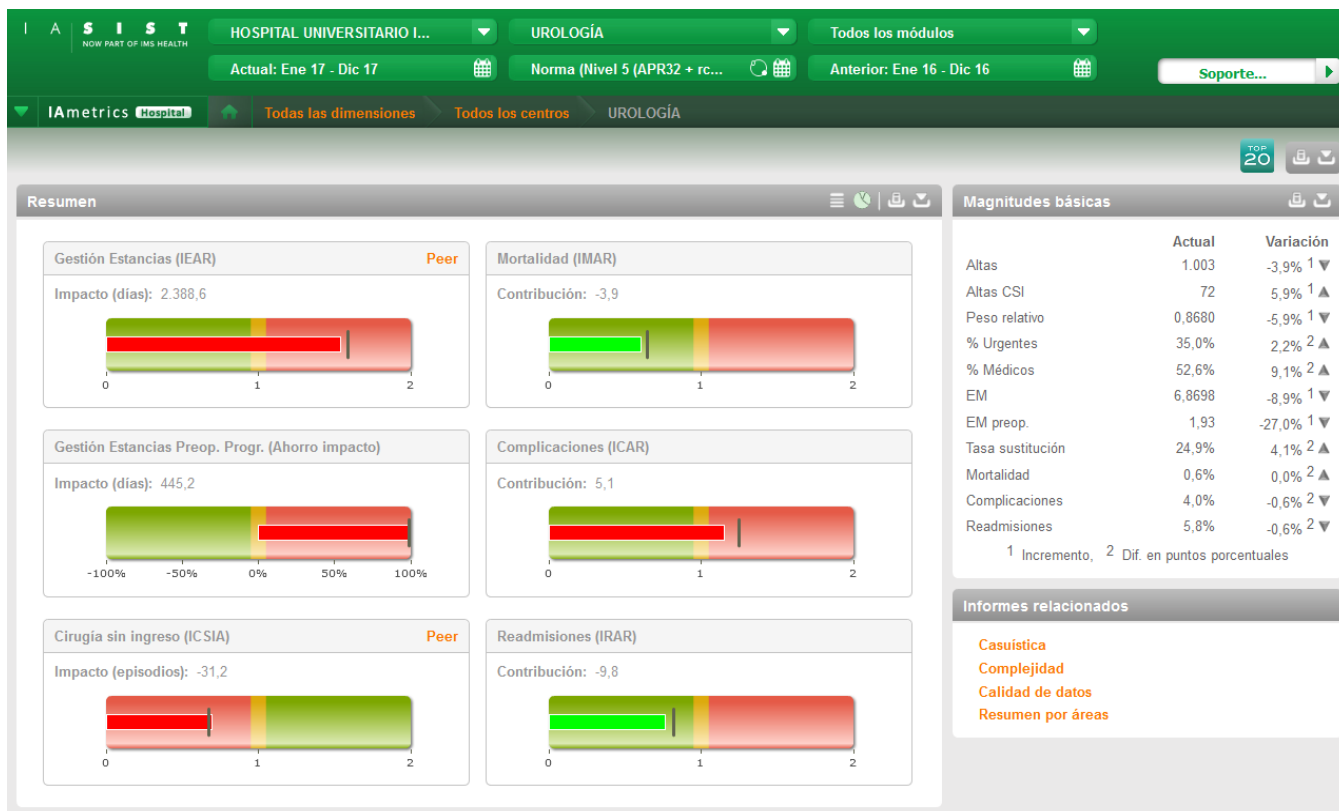 I A S I S T
NOW PART OF IMS HEALTH
HOSPITAL UNIVERSITARIO I...
UROLOGÍA
Todos los módulos
Actual: Ene 17 - Dic 17
Norma (Nivel 5 (APR32 + rc...
Anterior: Ene 16 - Dic 16
Soporte...
IAmetrics Hospital
Todas las dimensiones
Todos los centros
UROLOGÍA
TOP 20
Resumen
Gestión Estancias (IEAR) Peer
Impacto (días): 2.388,6
0 1 2
Mortalidad (IMAR)
Contribución: -3,9
0 1 2
Gestión Estancias Preop. Progr. (Ahorro impacto)
Impacto (días): 445,2
-100% -50% 0% 50% 100%
Complicaciones (ICAR)
Contribución: 5,1
0 1 2
Cirugía sin ingreso (ICSIA) Peer
Impacto (episodios): -31,2
0 1 2
Readmisiones (IRAR)
Contribución: -9,8
0 1 2
Magnitudes básicas
Actual Variación
Altas 1.003 -3,9% 1
Altas CSI 72 5,9% 1
Peso relativo 0,8680 -5,9% 1
% Urgentes 35,0% 2,2% 2
% Médicos 52,6% 9,1% 2
EM 6,8698 -8,9% 1
EM preop. 1,93 -27,0% 1
Tasa sustitución 24,9% 4,1% 2
Mortalidad 0,6% 0,0% 2
Complicaciones 4,0% -0,6% 2
Readmisiones 5,8% -0,6% 2
1 Incremento, 2 Dif. en puntos porcentuales
Informes relacionados
Casuística
Complejidad
Calidad de datos
Resumen por áreas